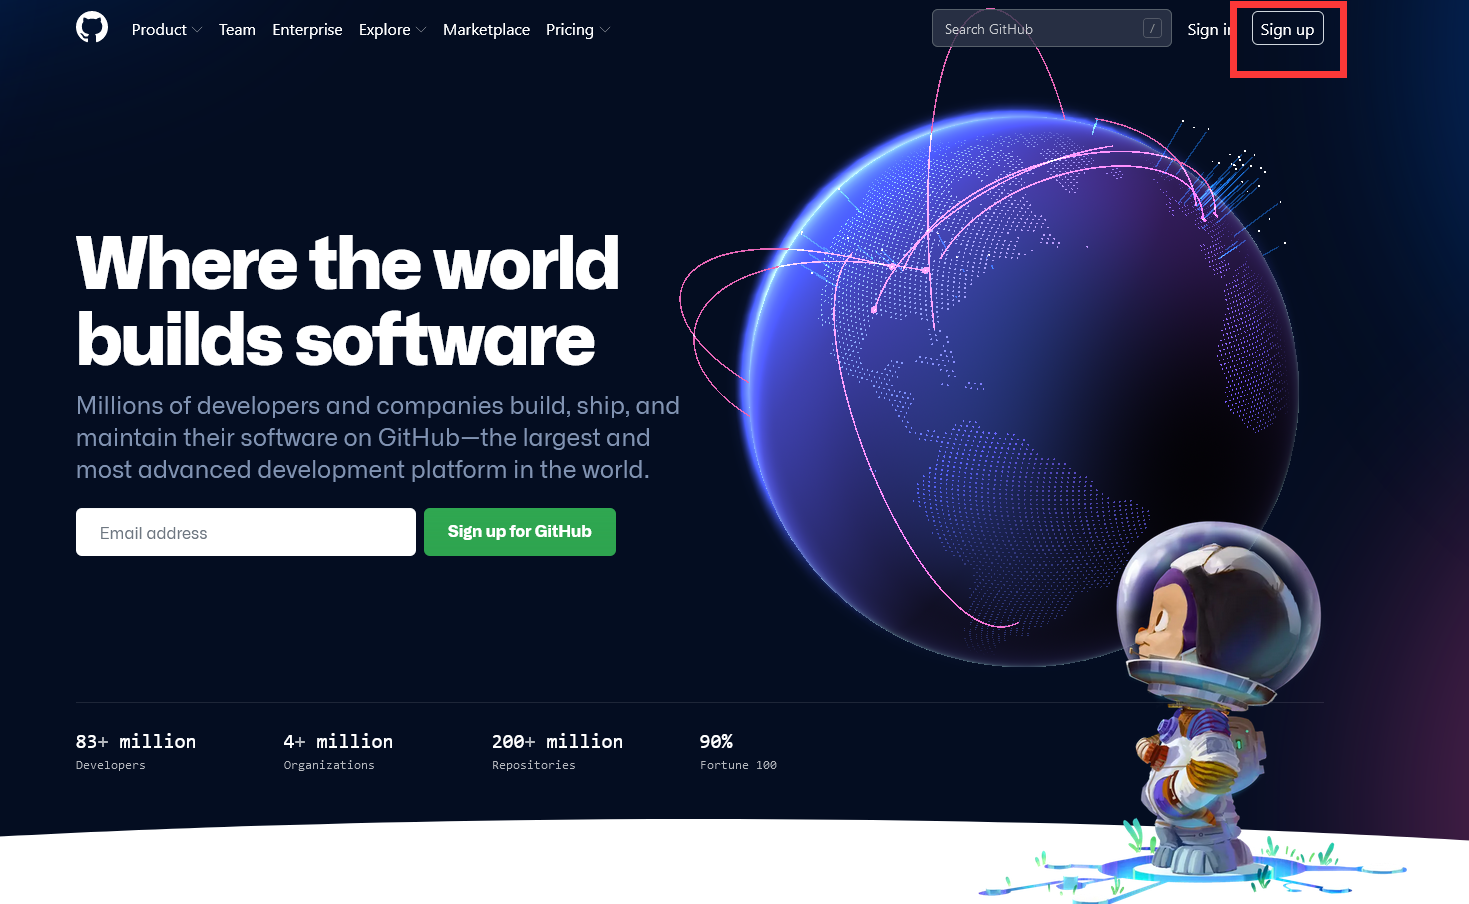 Product Team Enterprise Explore Marketplace Pricing Search GitHub / Sign in Sign up
Where the world
builds software
Millions of developers and companies build, ship, and
maintain their software on GitHub—the largest and
most advanced development platform in the world.
Email address Sign up for GitHub
83+ million 4+ million 200+ million 90%
Developers Organizations Repositories Fortune 100